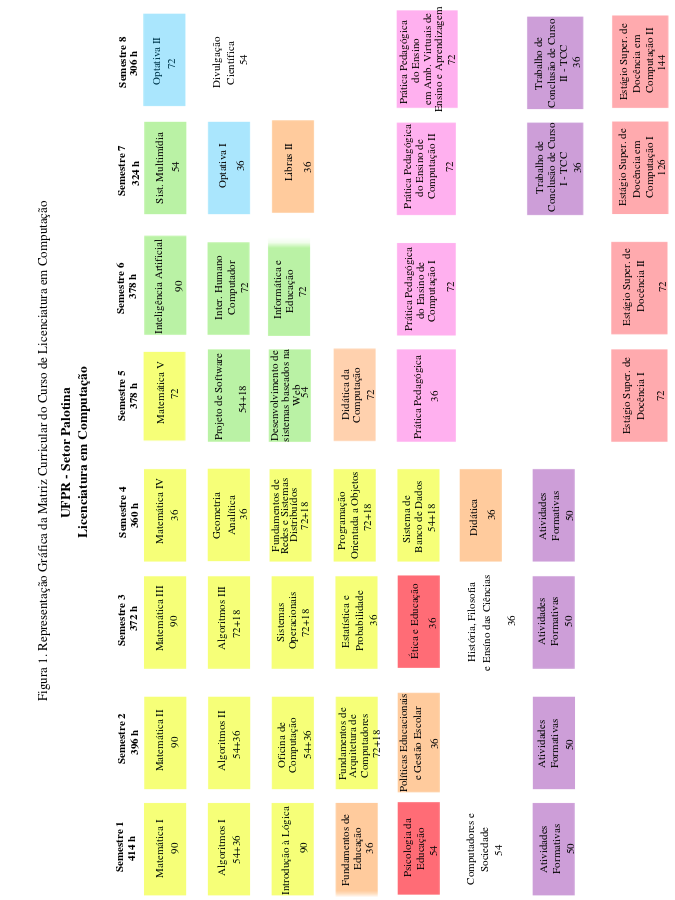 Figura 1. Representação Gráfica da Matriz Curricular do Curso de Licenciatura em Computação
UFPR - Setor Palotina
Licenciatura em Computação
Semestre 1
414 h
Matemática I
90
Algoritmos I
54+36
Introdução à Lógica
90
Fundamentos de
Educação
36
Psicologia da
Educação
54
Computadores e
Sociedade
54
Atividades
Formativas
50
Semestre 2
396 h
Matemática II
90
Algoritmos II
54+36
Oficina de
Computação
54+36
Fundamentos de
Arquitetura de
Computadores
72+18
Políticas Educacionais
e Gestão Escolar
36
Atividades
Formativas
50
Semestre 3
372 h
Matemática III
90
Algoritmos III
72+18
Sistemas
Operacionais
72+18
Estatística e
Probabilidade
36
Ética e Educação
36
História, Filosofia
e Ensino das Ciências
36
Atividades
Formativas
50
Semestre 4
360 h
Matemática IV
36
Geometria
Analítica
36
Fundamentos de
Redes e Sistemas
Distribuídos
72+18
Programação
Orientada a Objetos
72+18
Sistema de
Banco de Dados
54+18
Didática
36
Atividades
Formativas
50
Semestre 5
378 h
Matemática V
72
Projeto de Software
54+18
Desenvolvimento de
sistemas baseados na
Web
54
Didática da
Computação
72
Prática Pedagógica
36
Estágio Super. de
Docência I
72
Semestre 6
378 h
Inteligência Artificial
90
Inter. Humano
Computador
72
Informática e
Educação
72
Prática Pedagógica
do Ensino de
Computação I
72
Estágio Super. de
Docência II
72
Semestre 7
324 h
Sist. Multimídia
54
Optativa I
36
Libras II
36
Prática Pedagógica
do Ensino de
Computação II
72
Trabalho de
Conclusão de Curso
I - TCC
36
Estágio Super. de
Docência em
Computação I
126
Semestre 8
306 h
Optativa II
72
Divulgação
Científica
54
Prática Pedagógica
do Ensino
em Amb. Virtuais de
Ensino e Aprendizagem
72
Trabalho de
Conclusão de Curso
II - TCC
36
Estágio Super. de
Docência em
Computação II
144